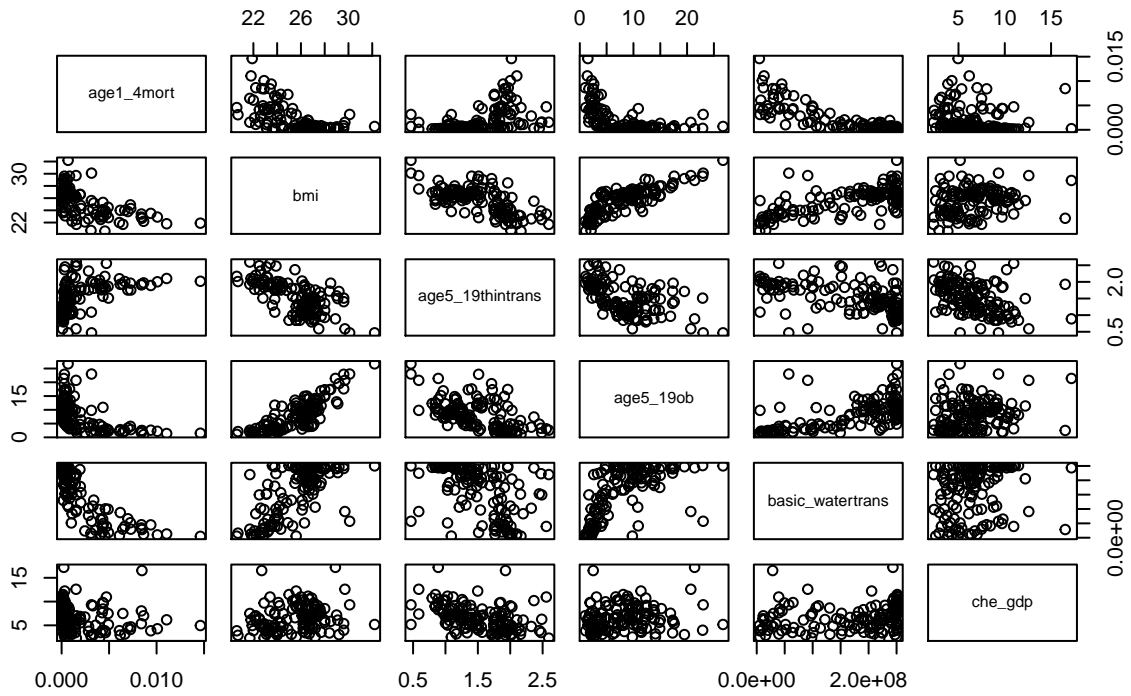 22 26 30
0 10 20
5 10 15
age1_4mort
0.000 0.015
22 30
bmi
age5_19thintrans
0.5 2.0
0 15
age5_19ob
basic_watertrans
0.0e+00
5 15
che_gdp
0.000 0.010
0.5 1.5 2.5
0.0e+00 2.0e+08